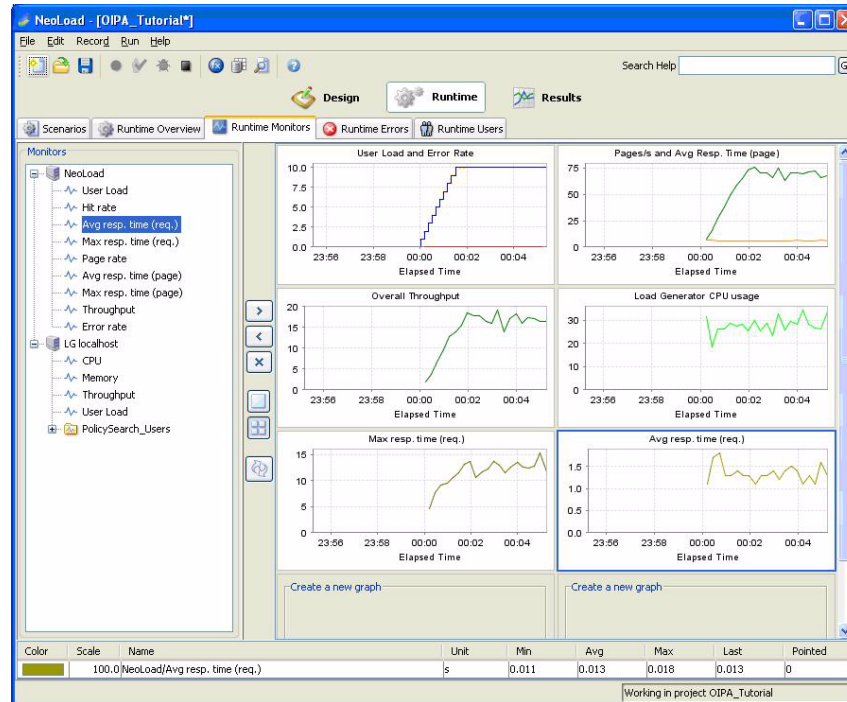 NeoLoad - [OIPA_Tutorial*]
File Edit Record Run Help
Search Help
Design Runtime Results
Scenarios Runtime Overview Runtime Monitors Runtime Errors Runtime Users
Monitors
NeoLoad
User Load
Hit rate
Avg resp. time (req.)
Max resp. time (req.)
Page rate
Avg resp. time (page)
Max resp. time (page)
Throughput
Error rate
LG localhost
CPU
Memory
Throughput
User Load
PolicySearch_Users
User Load and Error Rate
10.0
7.5
5.0
2.5
0.0
23:56 23:58 00:00 00:02 00:04
Elapsed Time
Pages/s and Avg Resp. Time (page)
75
50
25
0
23:56 23:58 00:00 00:02 00:04
Elapsed Time
Overall Throughput
20
15
10
5
0
23:56 23:58 00:00 00:02 00:04
Elapsed Time
Load Generator CPU usage
30
20
10
0
23:56 23:58 00:00 00:02 00:04
Elapsed Time
Max resp. time (req.)
15
10
5
0
23:56 23:58 00:00 00:02 00:04
Elapsed Time
Avg resp. time (req.)
1.5
1.0
0.5
0.0
23:56 23:58 00:00 00:02 00:04
Elapsed Time
Create a new graph
Create a new graph
Color Scale Name Unit Min Avg Max Last Pointed
100.0 NeoLoad/Avg resp. time (req.) s 0.011 0.013 0.018 0.013 0
Working in project OIPA_Tutorial